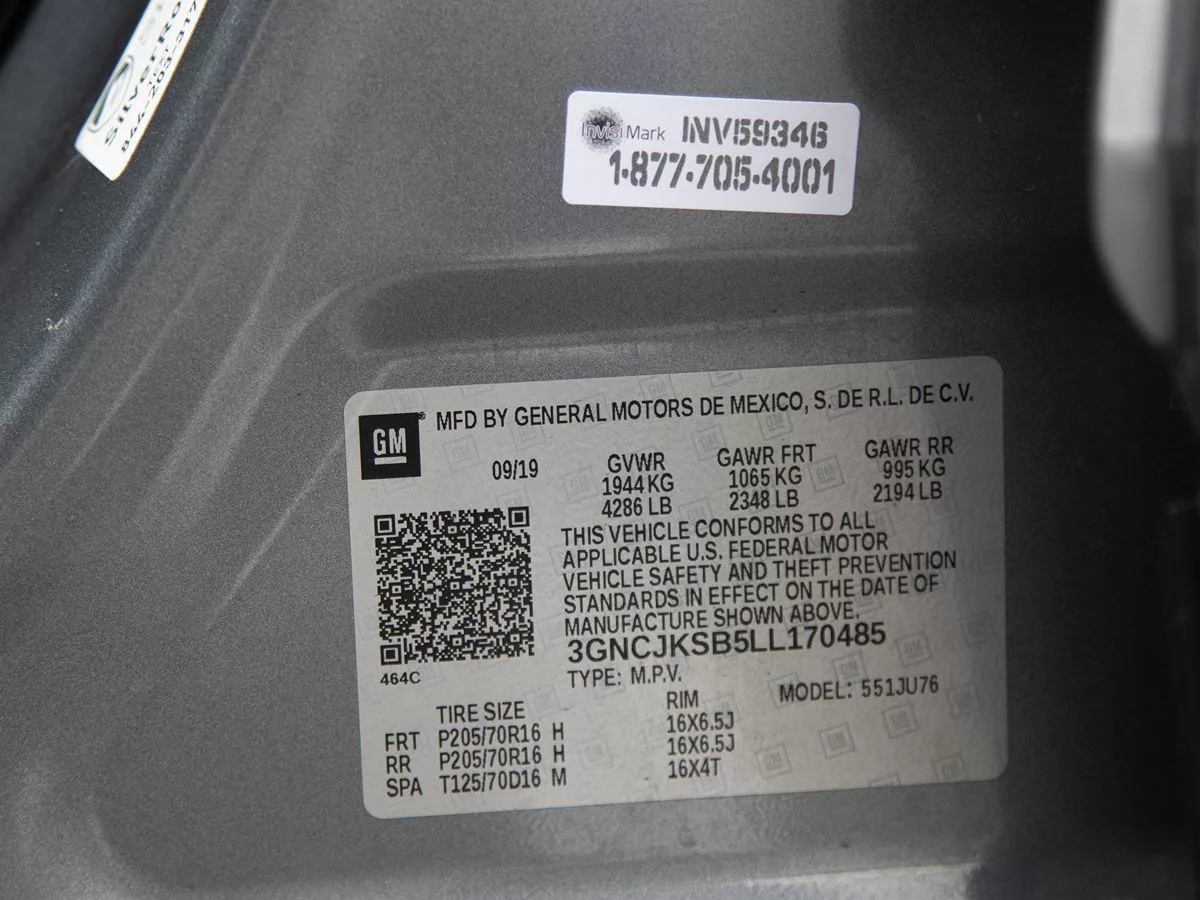 SilverRo
844-203-317
InvisiMark INV59346
1-877-705-4001
GM® MFD BY GENERAL MOTORS DE MEXICO, S. DE R.L. DE C.V.
09/19 GVWR GAWR FRT GAWR RR
1944 KG 1065 KG 995 KG
4286 LB 2348 LB 2194 LB
THIS VEHICLE CONFORMS TO ALL
APPLICABLE U.S. FEDERAL MOTOR
VEHICLE SAFETY AND THEFT PREVENTION
STANDARDS IN EFFECT ON THE DATE OF
MANUFACTURE SHOWN ABOVE.
3GNCJKSB5LL170485
464C TYPE: M.P.V. MODEL: 551JU76
TIRE SIZE RIM
FRT P205/70R16 H 16X6.5J
RR P205/70R16 H 16X6.5J
SPA T125/70D16 M 16X4T